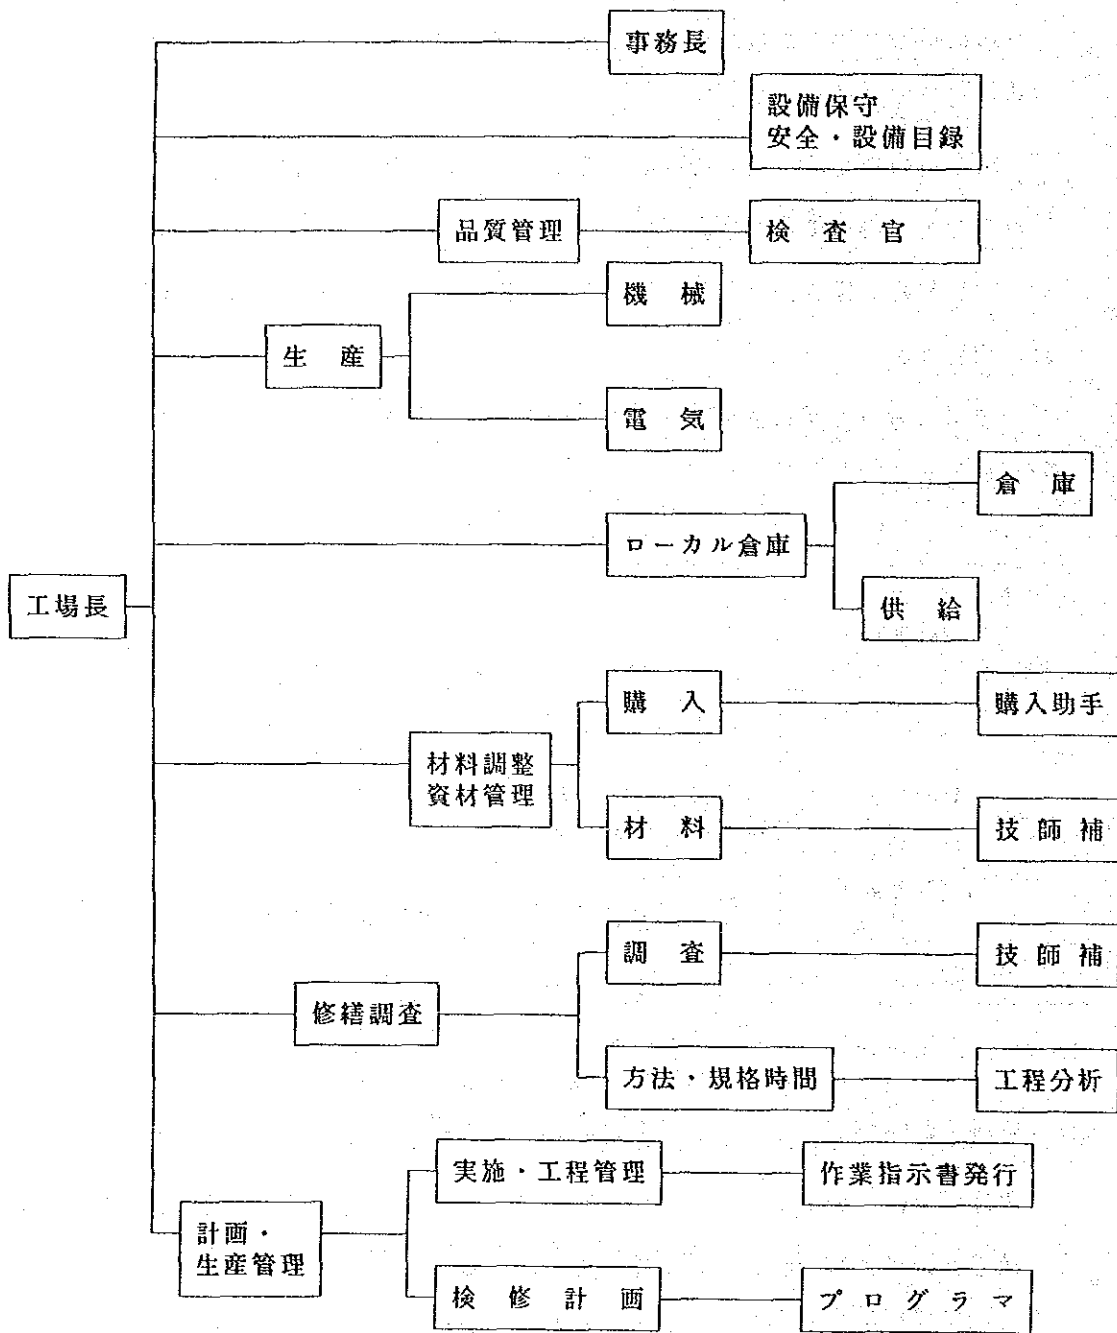 事務長
設備保守
安全・設備目録
品質管理
検査官
機械
生産
電気
倉庫
ローカル倉庫
工場長
供給
購入
購入助手
材料調整
資材管理
材料
技師補
調査
技師補
修繕調査
方法・規格時間
工程分析
実施・工程管理
作業指示書発行
計画・
生産管理
検修計画
プログラマ